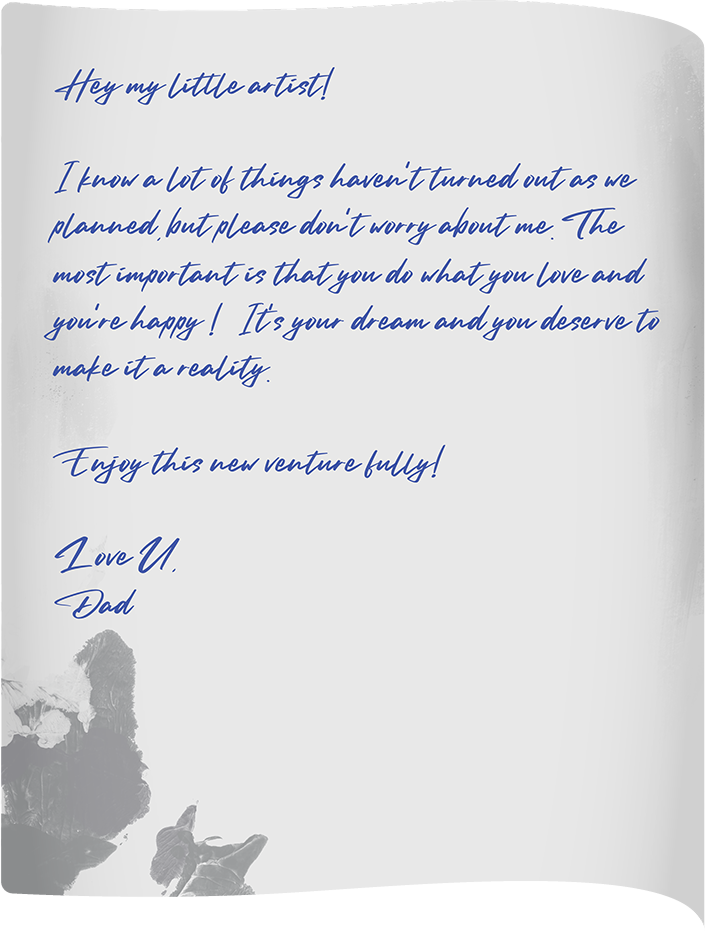 Hey my little artist!
I know a lot of things haven't turned out as we
planned, but please don't worry about me. The
most important is that you do what you love and
you're happy ! It's your dream and you deserve to
make it a reality.
Enjoy this new venture fully!
Love U,
Dad